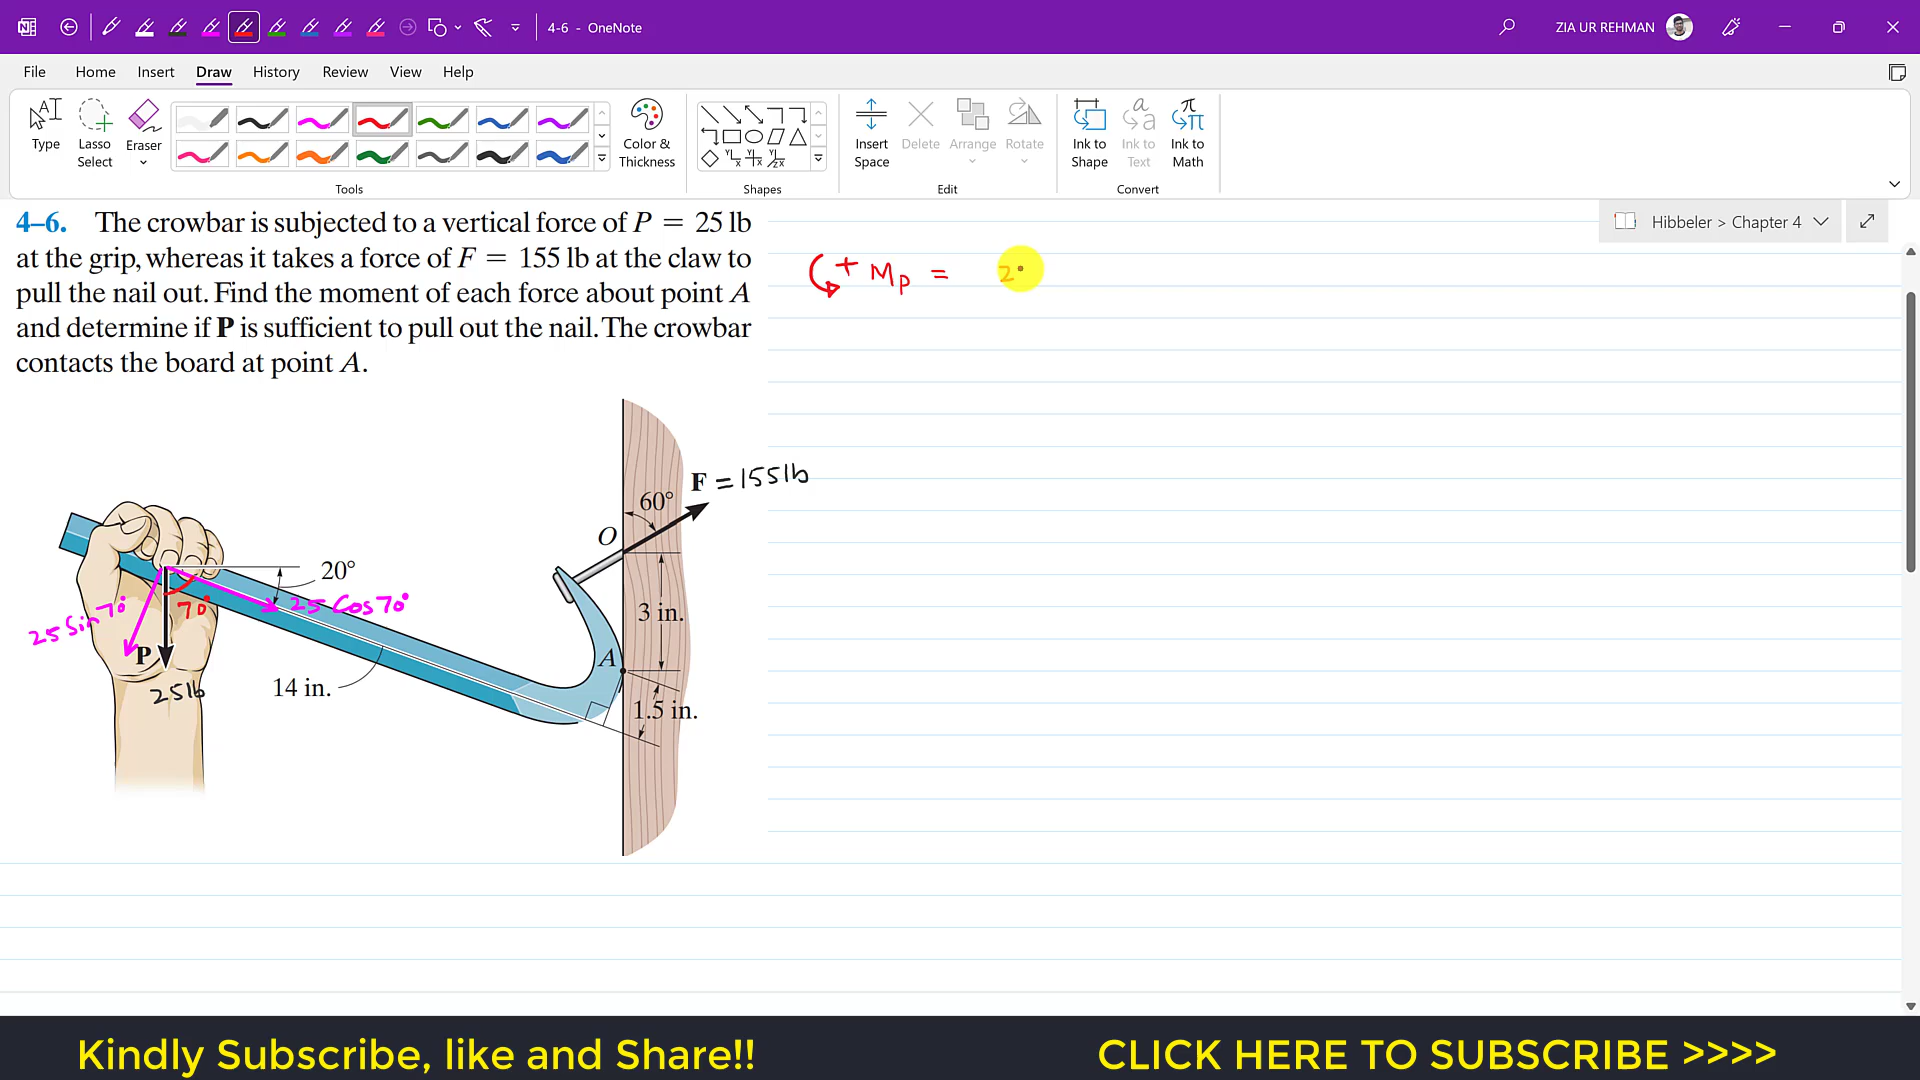 4-6 - OneNote
ZIA UR REHMAN
File Home Insert Draw History Review View Help
Type
Lasso Select
Eraser
Color & Thickness
Insert Space
Delete
Arrange
Rotate
Ink to Shape
Ink to Text
Ink to Math
Tools Shapes Edit Convert
Hibbeler > Chapter 4
4–6. The crowbar is subjected to a vertical force of P = 25 lb
at the grip, whereas it takes a force of F = 155 lb at the claw to
pull the nail out. Find the moment of each force about point A
and determine if P is sufficient to pull out the nail. The crowbar
contacts the board at point A.
+ Mp = 2
F = 155lb
60°
O
20°
25 Cos 70°
25 Sin 70°
70°
3 in.
A
P
25lb
14 in.
1.5 in.
Kindly Subscribe, like and Share!!
CLICK HERE TO SUBSCRIBE >>>>